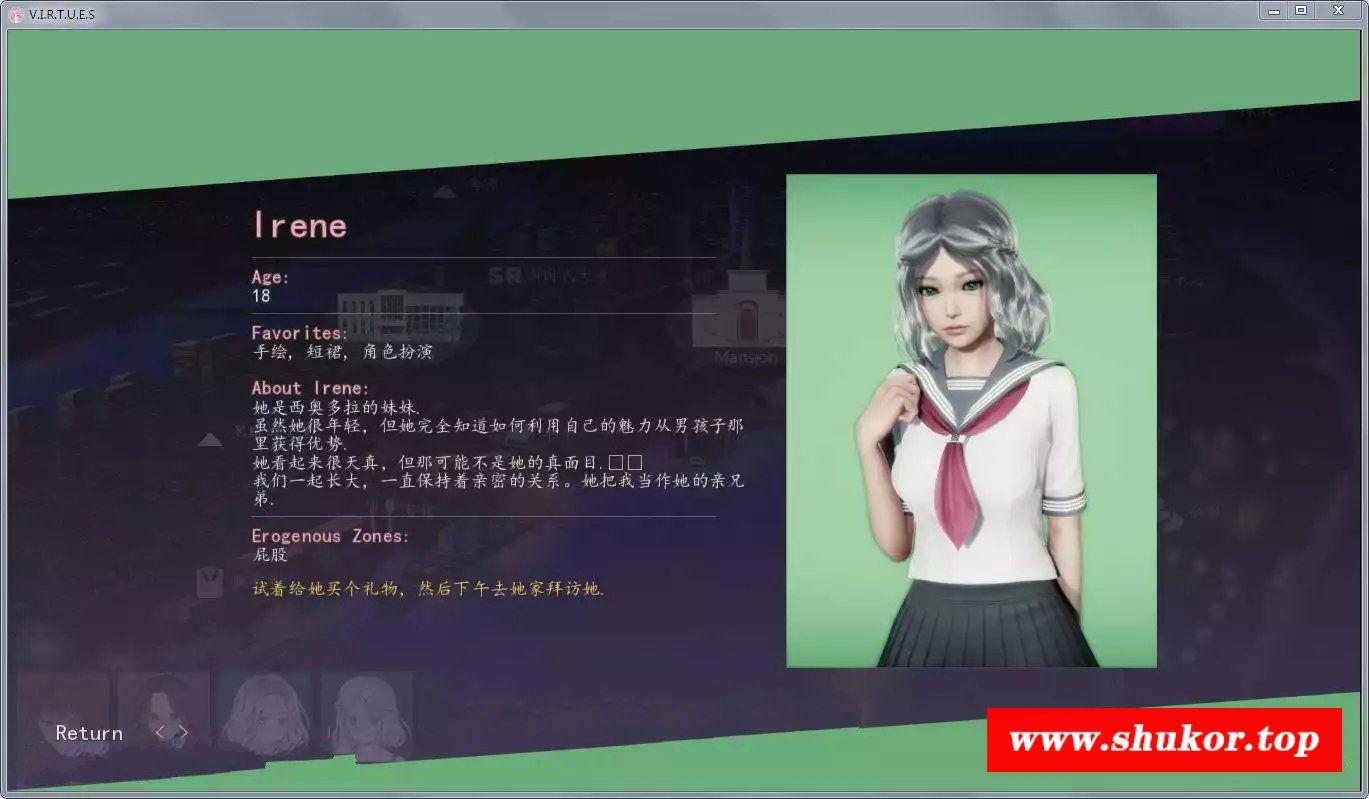 V.I.R.T.U.E.S
Irene
Age:
18
Favorites:
手绘, 短裙, 角色扮演
Mansion
About Irene:
她是西奥多拉的妹妹.
虽然她很年轻, 但她完全知道如何利用自己的魅力从男孩子那
里获得优势.
她看起来很天真, 但那可能不是她的真面目.□□
我们一起长大, 一直保持着亲密的关系。她把我当作她的亲兄
弟.
Erogenous Zones:
屁股
试着给她买个礼物, 然后下午去她家拜访她.
Return < >
www.shukor.top